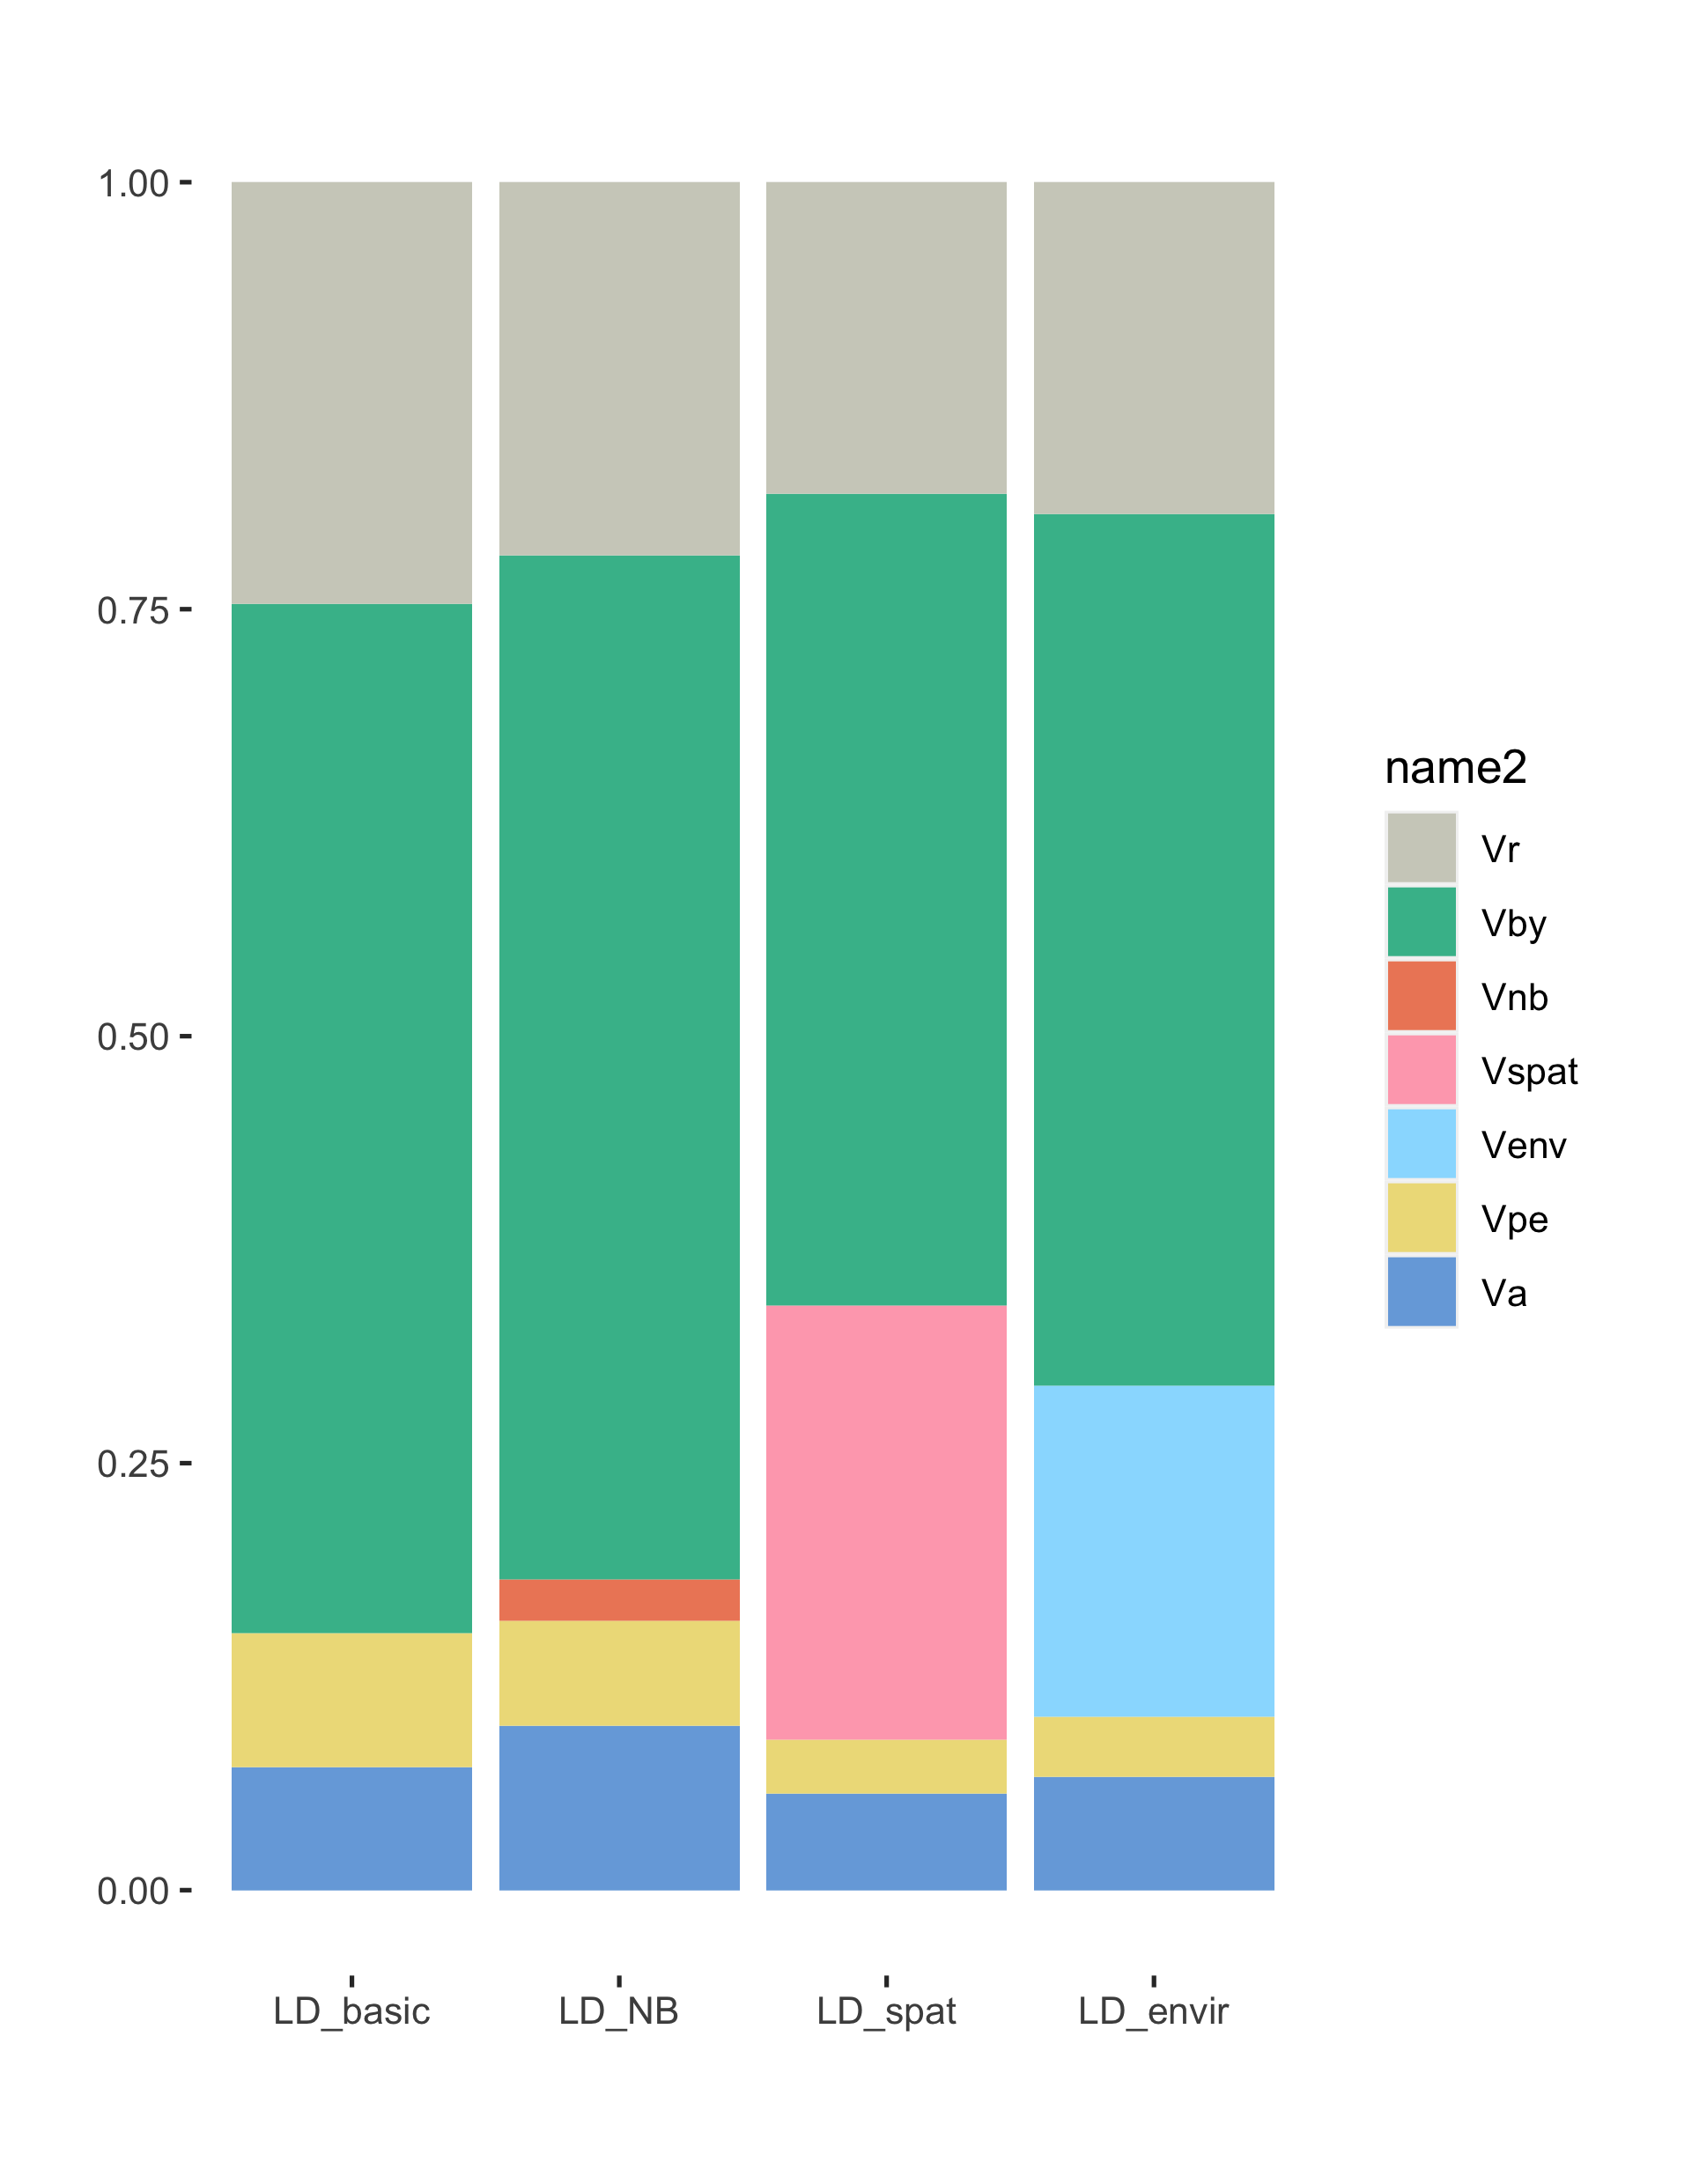 1.00
0.75
0.50
0.25
0.00
LD_basic LD_NB LD_spat LD_envir
name2
Vr
Vby
Vnb
Vspat
Venv
Vpe
Va